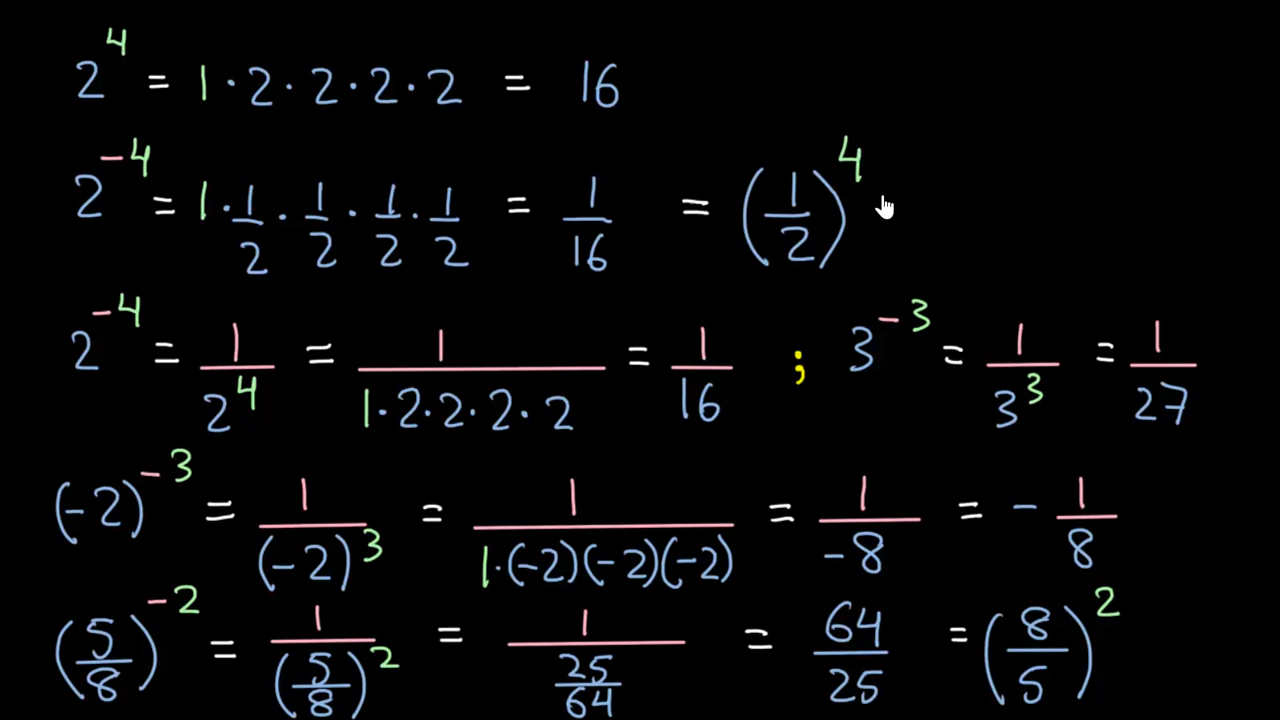 2^4 = 1 · 2 · 2 · 2 · 2 = 16
2^-4 = 1 · 1/2 · 1/2 · 1/2 · 1/2 = 1/16 = (1/2)^4
2^-4 = 1/2^4 = 1/(1 · 2 · 2 · 2 · 2) = 1/16 ; 3^-3 = 1/3^3 = 1/27
(-2)^-3 = 1/(-2)^3 = 1/(1 · (-2)(-2)(-2)) = 1/-8 = - 1/8
(5/8)^-2 = 1/(5/8)^2 = 1/(25/64) = 64/25 = (8/5)^2